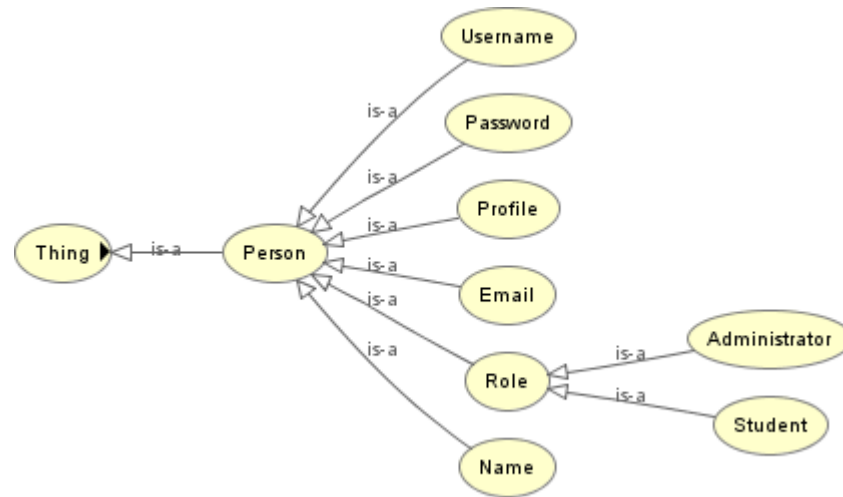 Username
is-a
Password
is-a
Profile
is-a
Thing
is-a
Person
is-a
Email
is-a
Administrator
is-a
is-a
Role
is-a
Student
Name